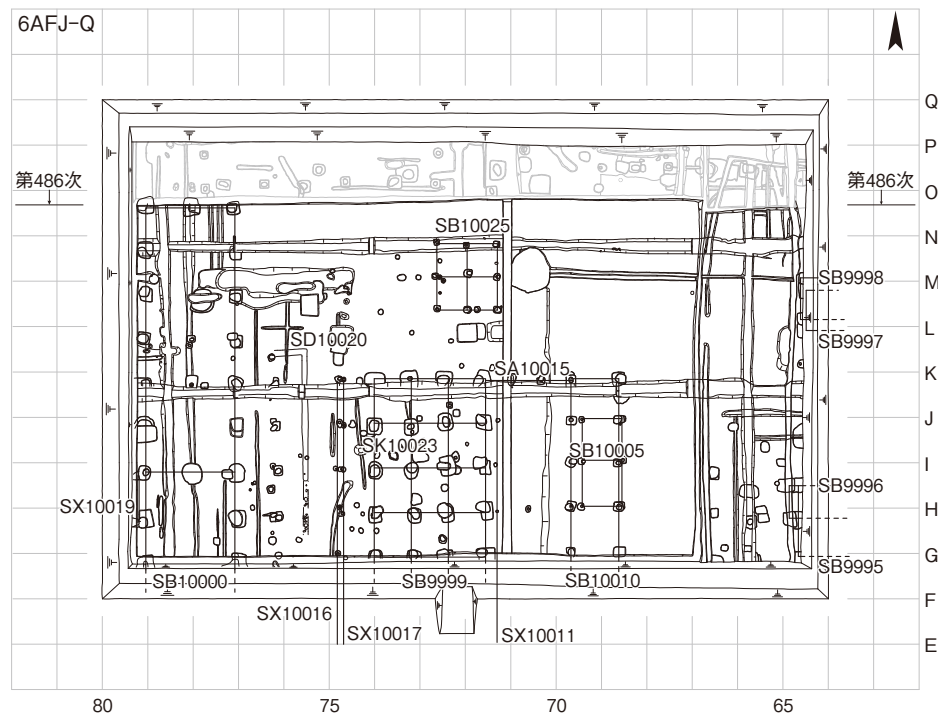 6AFJ-Q
Q
P
第486次
第486次
O
SB10025
N
SB9998
M
SD10020
L
SB9997
SA10015
K
J
SK10023
SB10005
I
SB9996
SX10019
H
G
SB9995
SB10000
SB9999
SB10010
F
SX10016
SX10017
SX10011
E
80
75
70
65